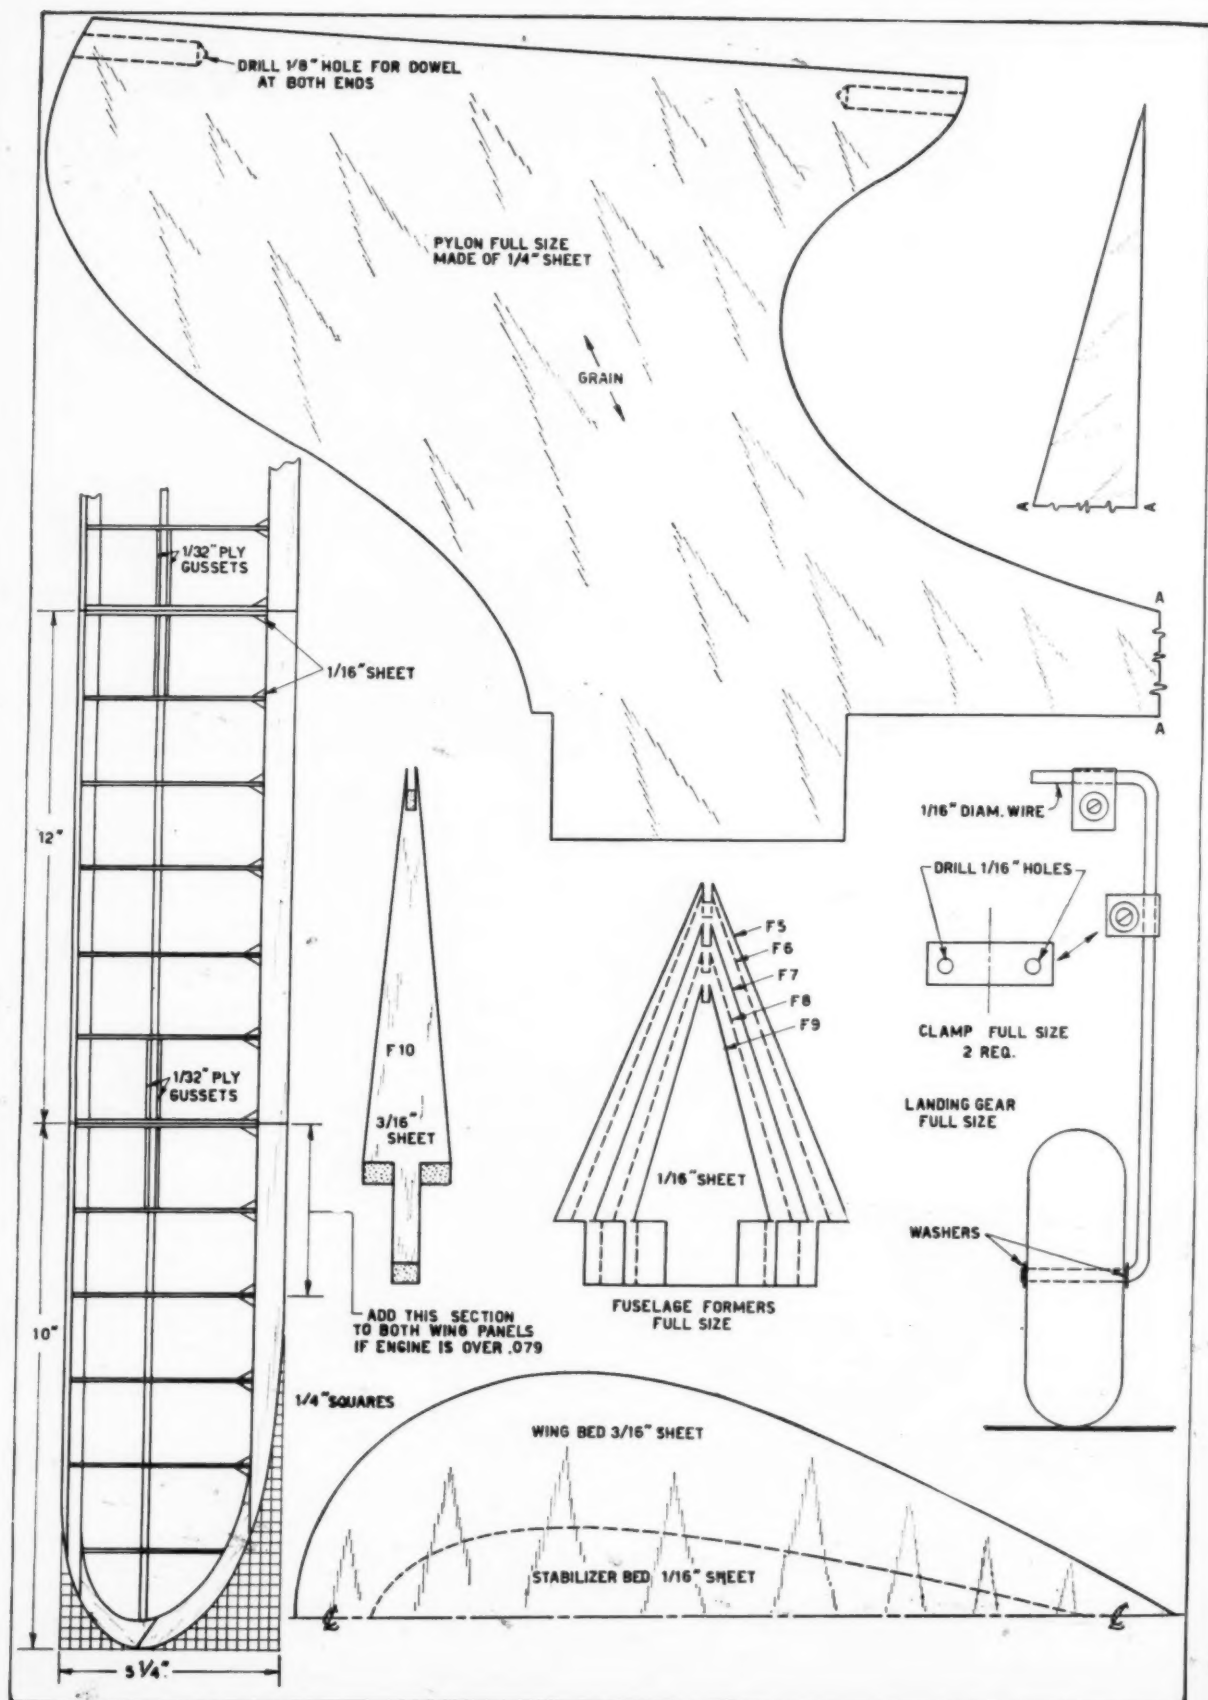 DRILL 1/8" HOLE FOR DOWEL
AT BOTH ENDS
PYLON FULL SIZE
MADE OF 1/4" SHEET
GRAIN
A
A
A
A
1/32" PLY
GUSSETS
1/16" SHEET
12"
1/16" DIAM. WIRE
DRILL 1/16" HOLES
F5
F6
F7
F8
F9
CLAMP FULL SIZE
2 REQ.
F10
1/32" PLY
GUSSETS
3/16"
SHEET
LANDING GEAR
FULL SIZE
1/16" SHEET
WASHERS
FUSELAGE FORMERS
FULL SIZE
ADD THIS SECTION
TO BOTH WING PANELS
IF ENGINE IS OVER .079
10"
1/4" SQUARES
WING BED 3/16" SHEET
STABILIZER BED 1/16" SHEET
℄
℄
5 1/4"